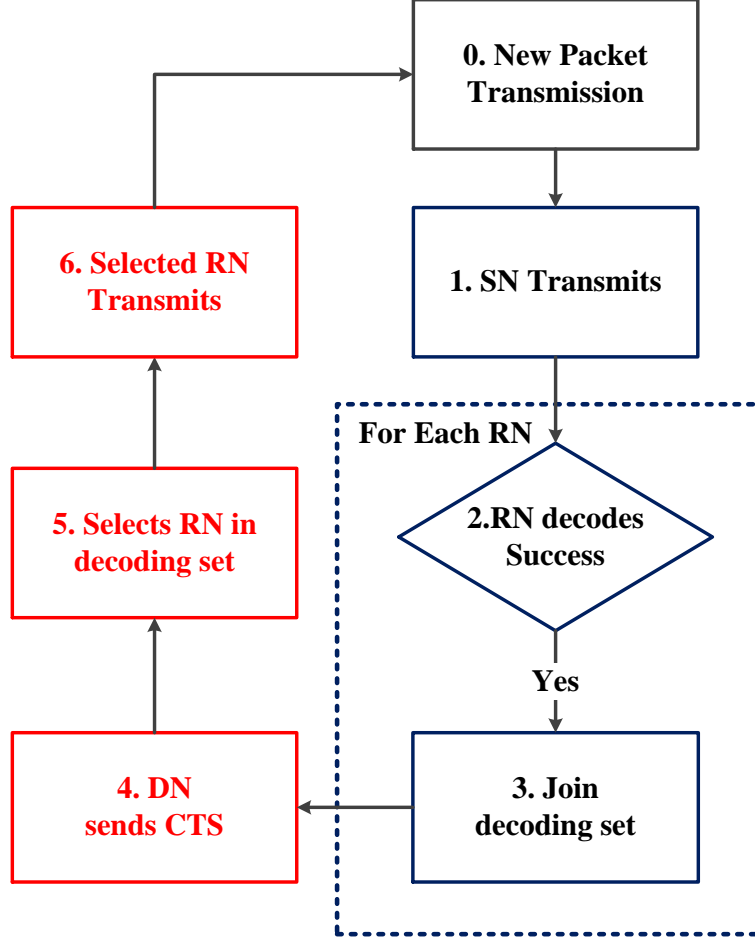 0. New Packet
Transmission
1. SN Transmits
For Each RN
2.RN decodes
Success
Yes
3. Join
decoding set
4. DN
sends CTS
5. Selects RN in
decoding set
6. Selected RN
Transmits